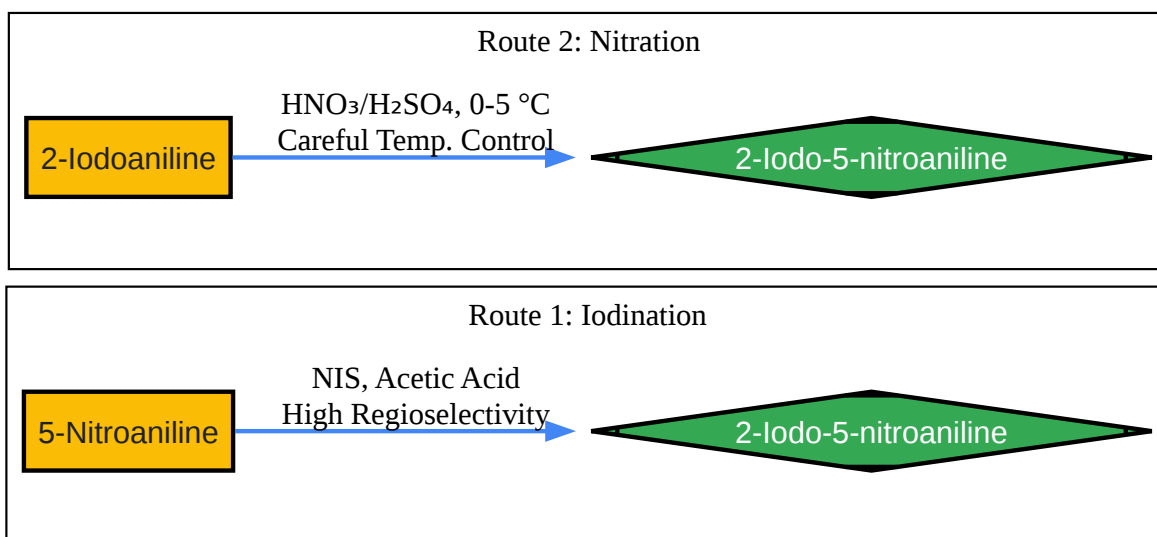 Route 2: Nitration
HNO₃/H₂SO₄, 0-5 °C
Careful Temp. Control
2-Iodoaniline
2-Iodo-5-nitroaniline
Route 1: Iodination
NIS, Acetic Acid
High Regioselectivity
5-Nitroaniline
2-Iodo-5-nitroaniline